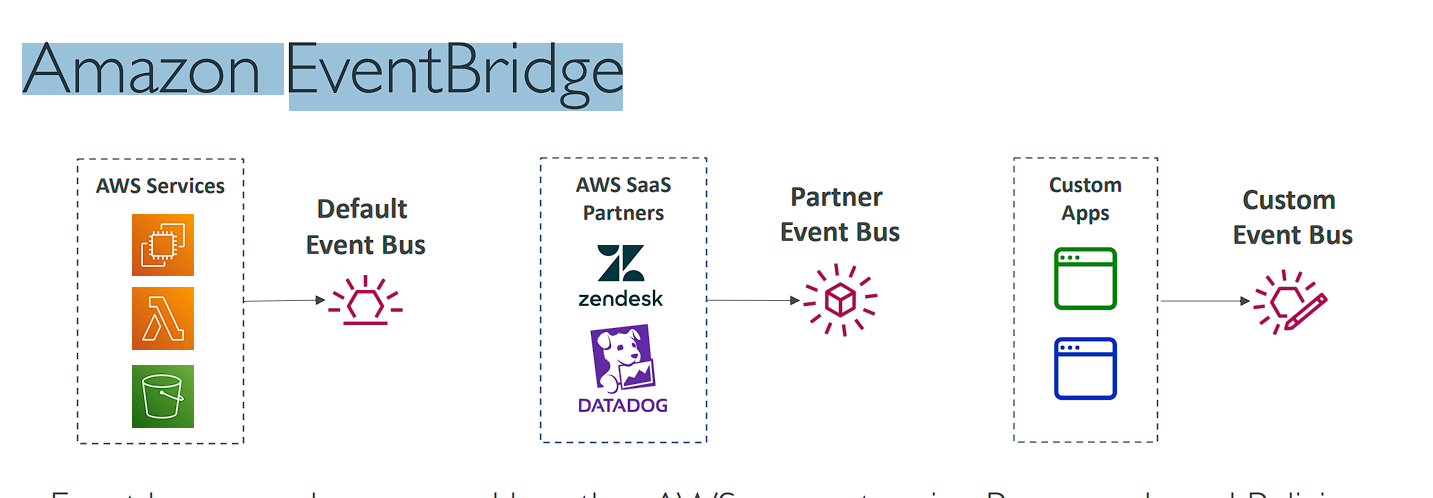 Amazon EventBridge
AWS Services
Default
Event Bus
AWS SaaS
Partners
zendesk
DATADOG
Partner
Event Bus
Custom
Apps
Custom
Event Bus